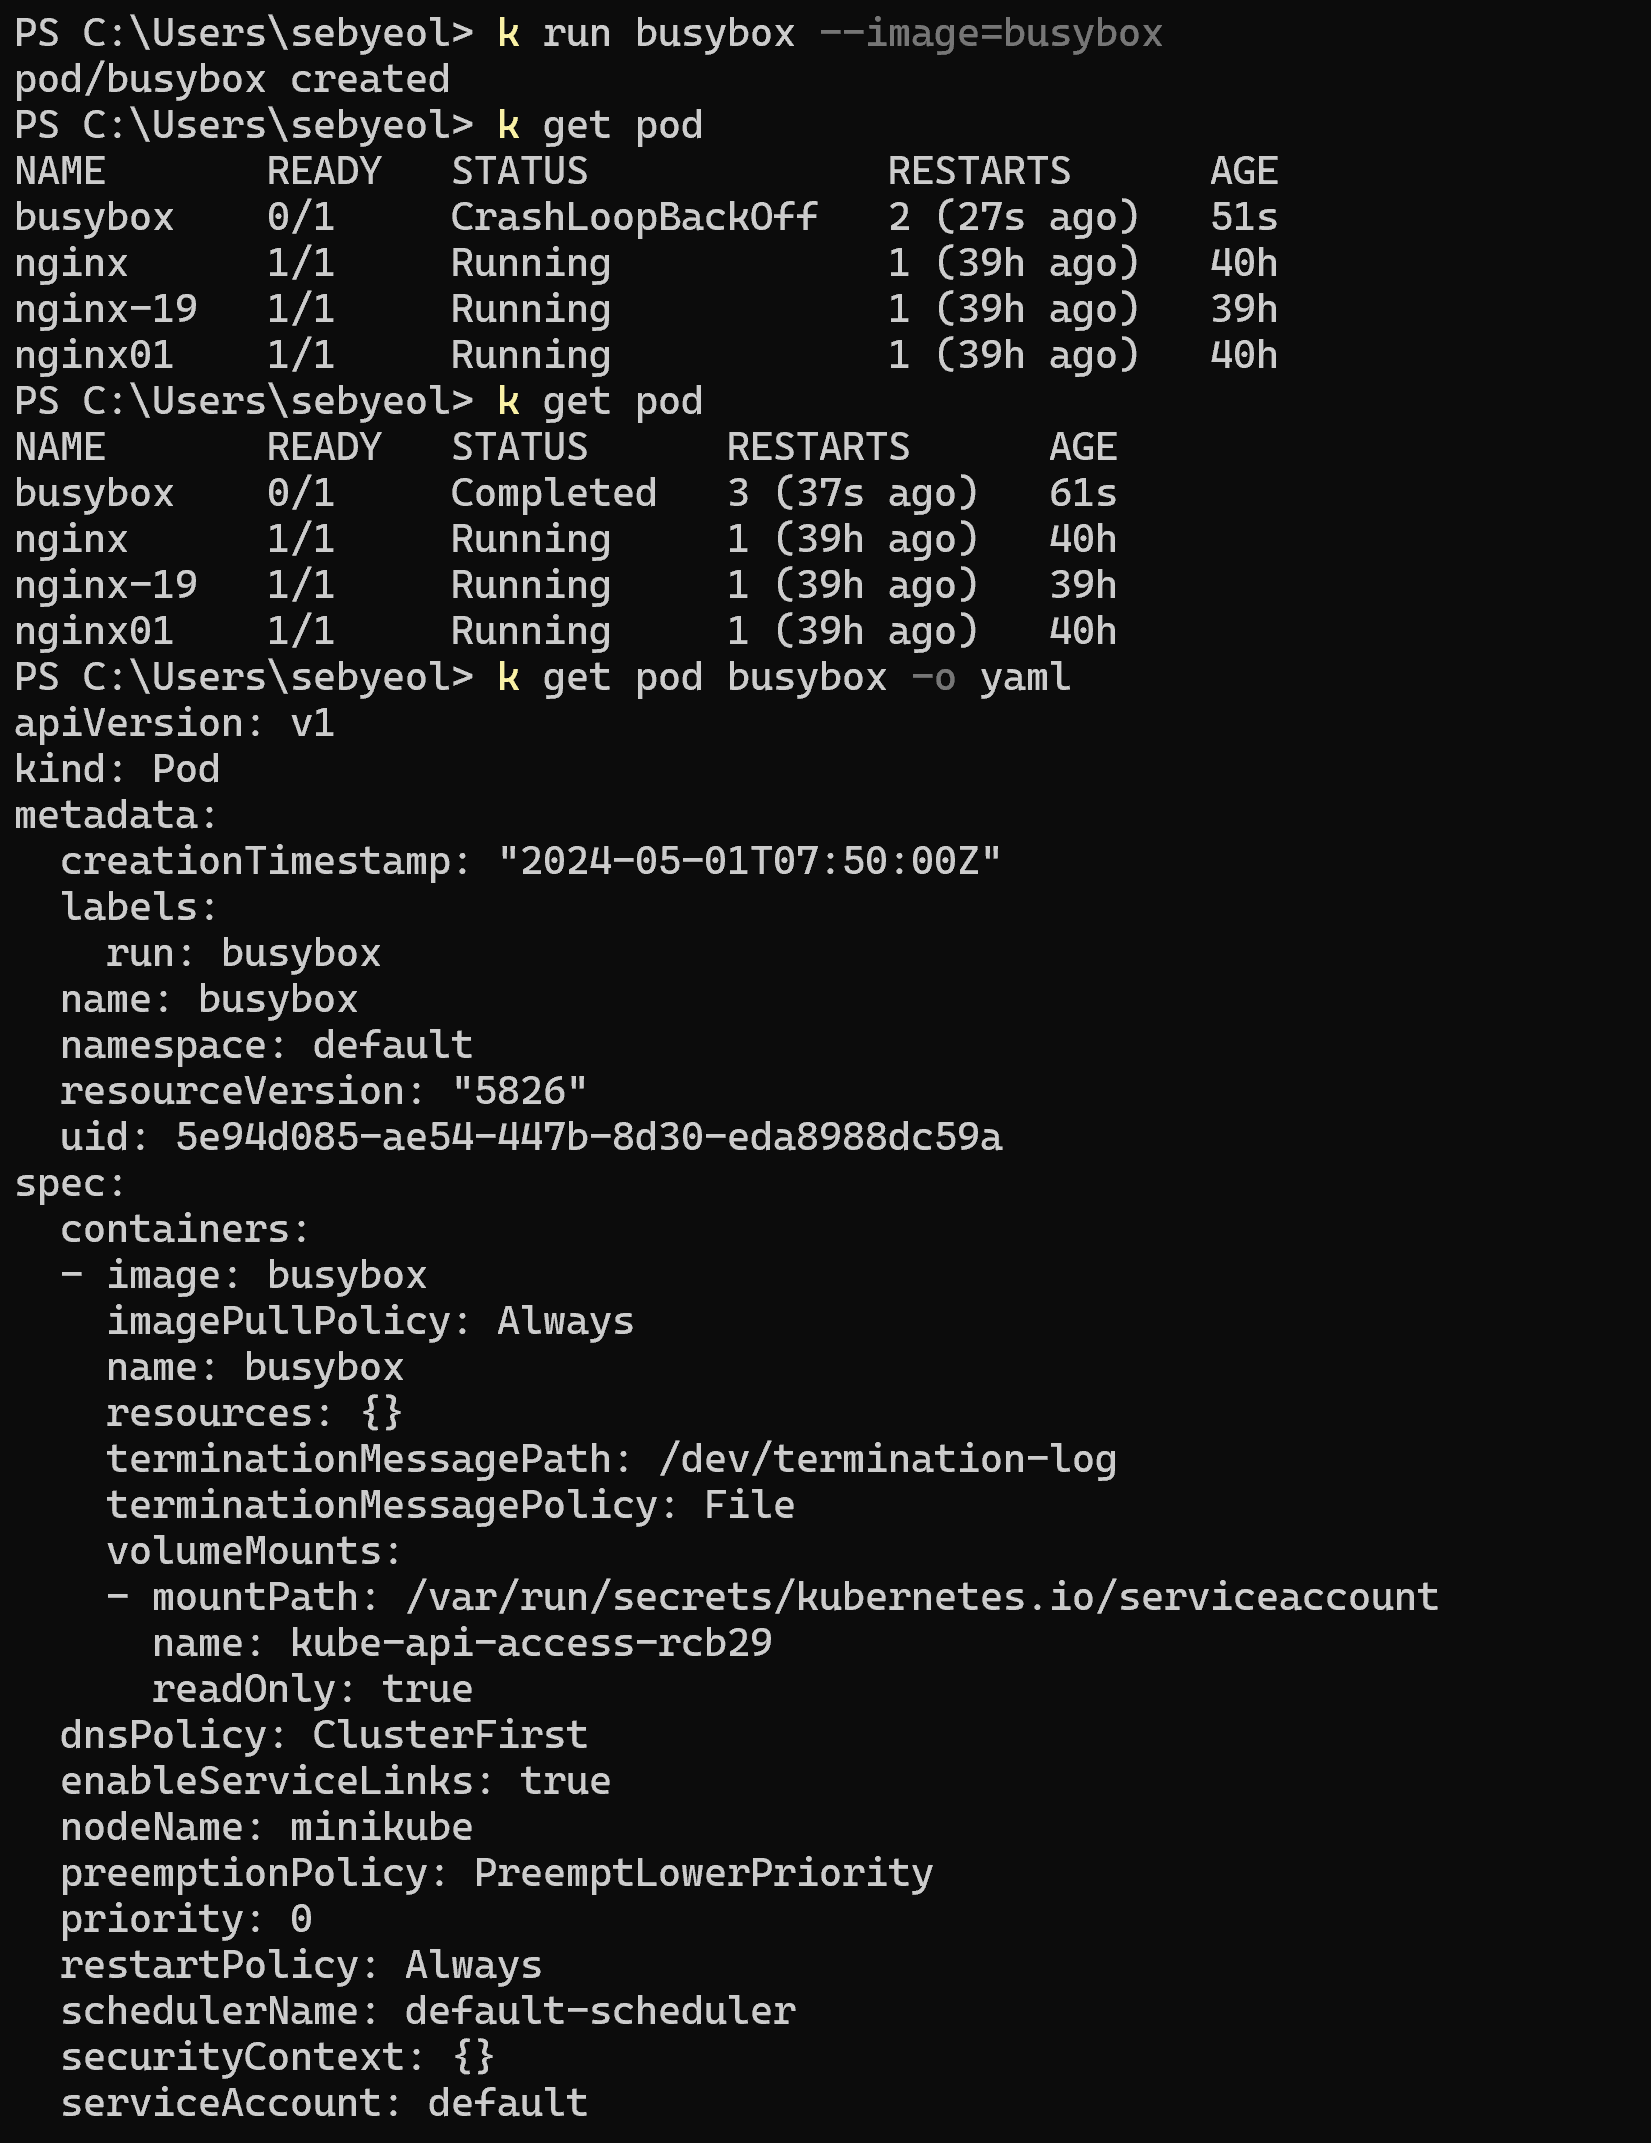 PS C:\Users\sebyeol> k run busybox --image=busybox
pod/busybox created
PS C:\Users\sebyeol> k get pod
NAME       READY   STATUS             RESTARTS      AGE
busybox    0/1     CrashLoopBackOff   2 (27s ago)   51s
nginx      1/1     Running            1 (39h ago)   40h
nginx-19   1/1     Running            1 (39h ago)   39h
nginx01    1/1     Running            1 (39h ago)   40h
PS C:\Users\sebyeol> k get pod
NAME       READY   STATUS      RESTARTS      AGE
busybox    0/1     Completed   3 (37s ago)   61s
nginx      1/1     Running     1 (39h ago)   40h
nginx-19   1/1     Running     1 (39h ago)   39h
nginx01    1/1     Running     1 (39h ago)   40h
PS C:\Users\sebyeol> k get pod busybox -o yaml
apiVersion: v1
kind: Pod
metadata:
  creationTimestamp: "2024-05-01T07:50:00Z"
  labels:
    run: busybox
  name: busybox
  namespace: default
  resourceVersion: "5826"
  uid: 5e94d085-ae54-447b-8d30-eda8988dc59a
spec:
  containers:
  - image: busybox
    imagePullPolicy: Always
    name: busybox
    resources: {}
    terminationMessagePath: /dev/termination-log
    terminationMessagePolicy: File
    volumeMounts:
    - mountPath: /var/run/secrets/kubernetes.io/serviceaccount
      name: kube-api-access-rcb29
      readOnly: true
  dnsPolicy: ClusterFirst
  enableServiceLinks: true
  nodeName: minikube
  preemptionPolicy: PreemptLowerPriority
  priority: 0
  restartPolicy: Always
  schedulerName: default-scheduler
  securityContext: {}
  serviceAccount: default